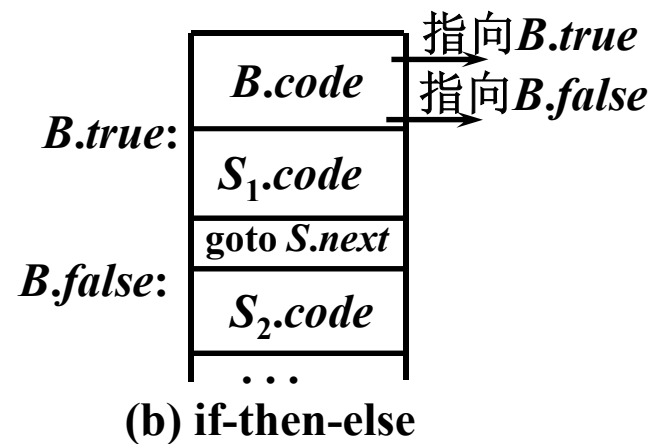 指向B.true
B.code
指向B.false
B.true:
S₁.code
goto S.next
B.false:
S₂.code
...
(b) if-then-else